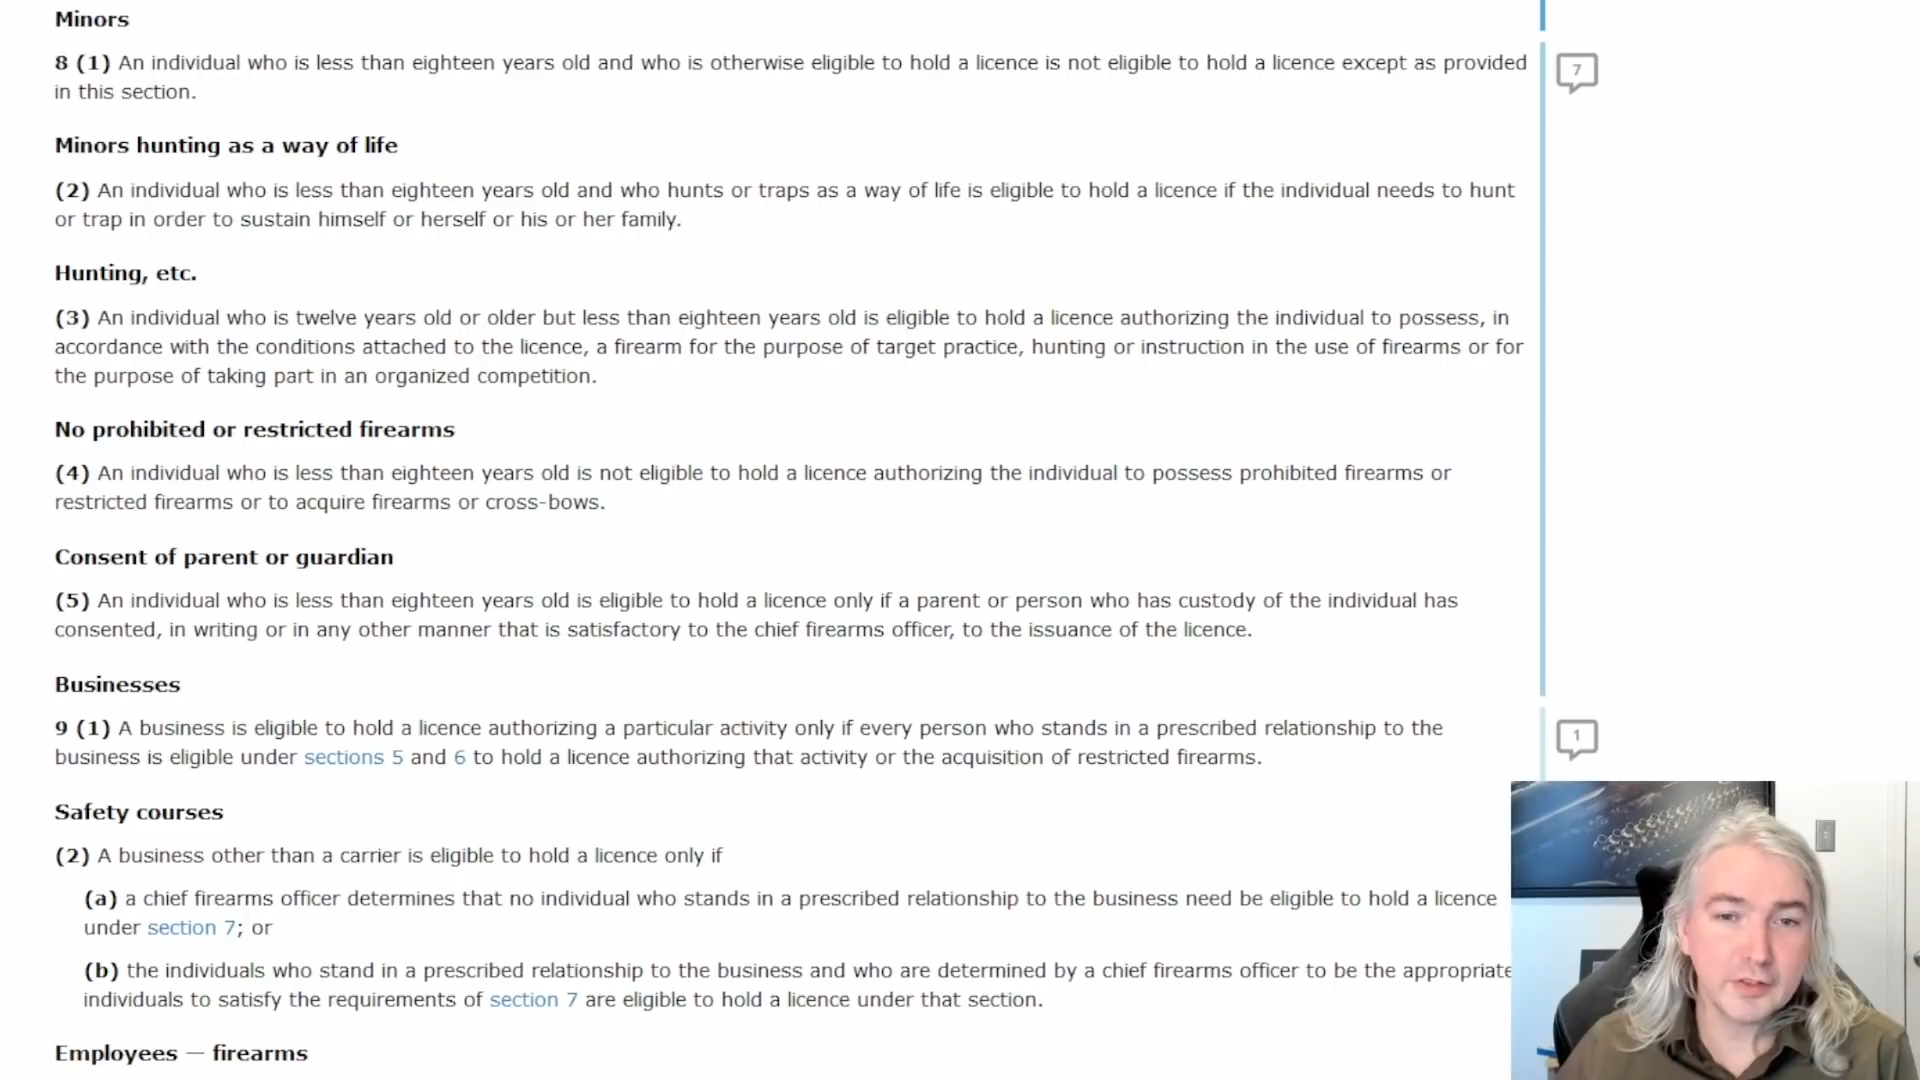 Minors
8 (1) An individual who is less than eighteen years old and who is otherwise eligible to hold a licence is not eligible to hold a licence except as provided
in this section.
7
Minors hunting as a way of life
(2) An individual who is less than eighteen years old and who hunts or traps as a way of life is eligible to hold a licence if the individual needs to hunt
or trap in order to sustain himself or herself or his or her family.
Hunting, etc.
(3) An individual who is twelve years old or older but less than eighteen years old is eligible to hold a licence authorizing the individual to possess, in
accordance with the conditions attached to the licence, a firearm for the purpose of target practice, hunting or instruction in the use of firearms or for
the purpose of taking part in an organized competition.
No prohibited or restricted firearms
(4) An individual who is less than eighteen years old is not eligible to hold a licence authorizing the individual to possess prohibited firearms or
restricted firearms or to acquire firearms or cross-bows.
Consent of parent or guardian
(5) An individual who is less than eighteen years old is eligible to hold a licence only if a parent or person who has custody of the individual has
consented, in writing or in any other manner that is satisfactory to the chief firearms officer, to the issuance of the licence.
Businesses
9 (1) A business is eligible to hold a licence authorizing a particular activity only if every person who stands in a prescribed relationship to the
business is eligible under sections 5 and 6 to hold a licence authorizing that activity or the acquisition of restricted firearms.
1
Safety courses
(2) A business other than a carrier is eligible to hold a licence only if
(a) a chief firearms officer determines that no individual who stands in a prescribed relationship to the business need be eligible to hold a licence
under section 7; or
(b) the individuals who stand in a prescribed relationship to the business and who are determined by a chief firearms officer to be the appropriate
individuals to satisfy the requirements of section 7 are eligible to hold a licence under that section.
Employees — firearms